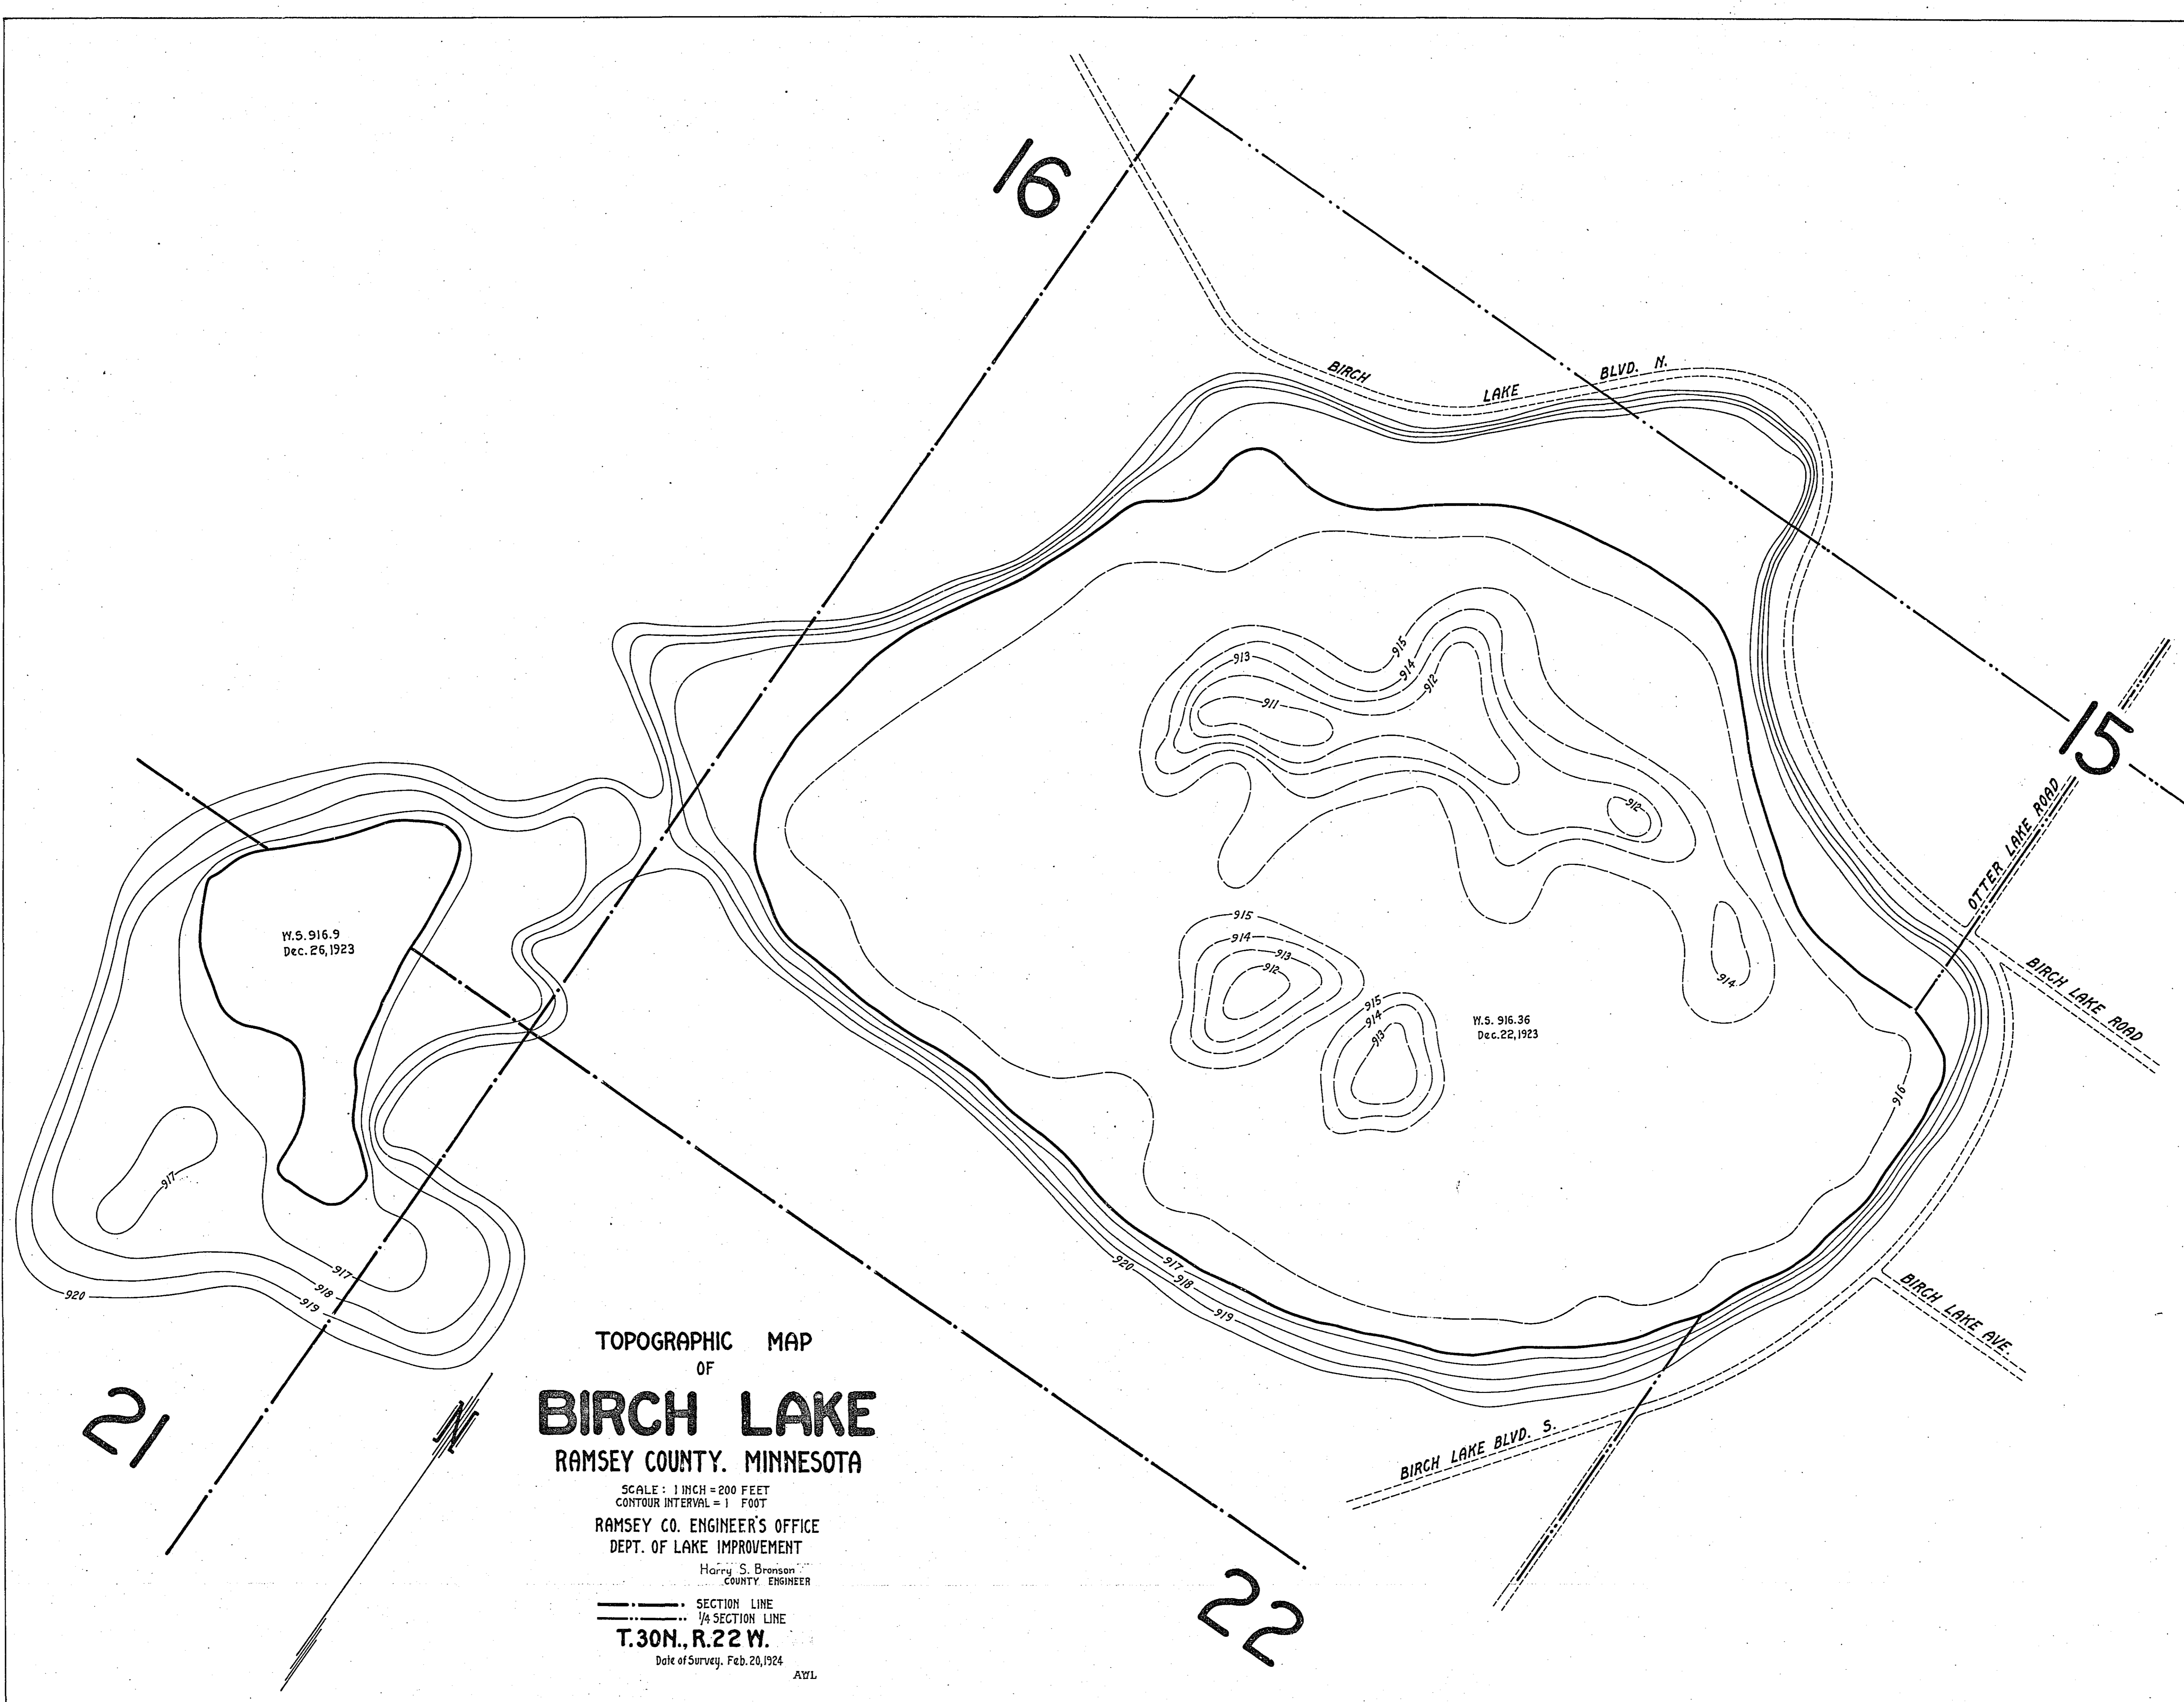 16
BIRCH LAKE BLVD. N.
915
913
914
912
911
15
912
OTTER LAKE ROAD
W.S. 916.9
Dec. 26, 1923
915
914
913
912
914
BIRCH LAKE ROAD
915
914
913
W.S. 916.36
Dec. 22, 1923
916
917
917
918
919
920
917
918
919
920
BIRCH LAKE AVE.
BIRCH LAKE BLVD. S.
21
N
TOPOGRAPHIC MAP
OF
BIRCH LAKE
RAMSEY COUNTY. MINNESOTA
SCALE: 1 INCH = 200 FEET
CONTOUR INTERVAL = 1 FOOT
RAMSEY CO. ENGINEER'S OFFICE
DEPT. OF LAKE IMPROVEMENT
Harry S. Bronson
COUNTY ENGINEER
SECTION LINE
1/4 SECTION LINE
T.30N., R.22W.
Date of Survey. Feb. 20, 1924
AWL
22